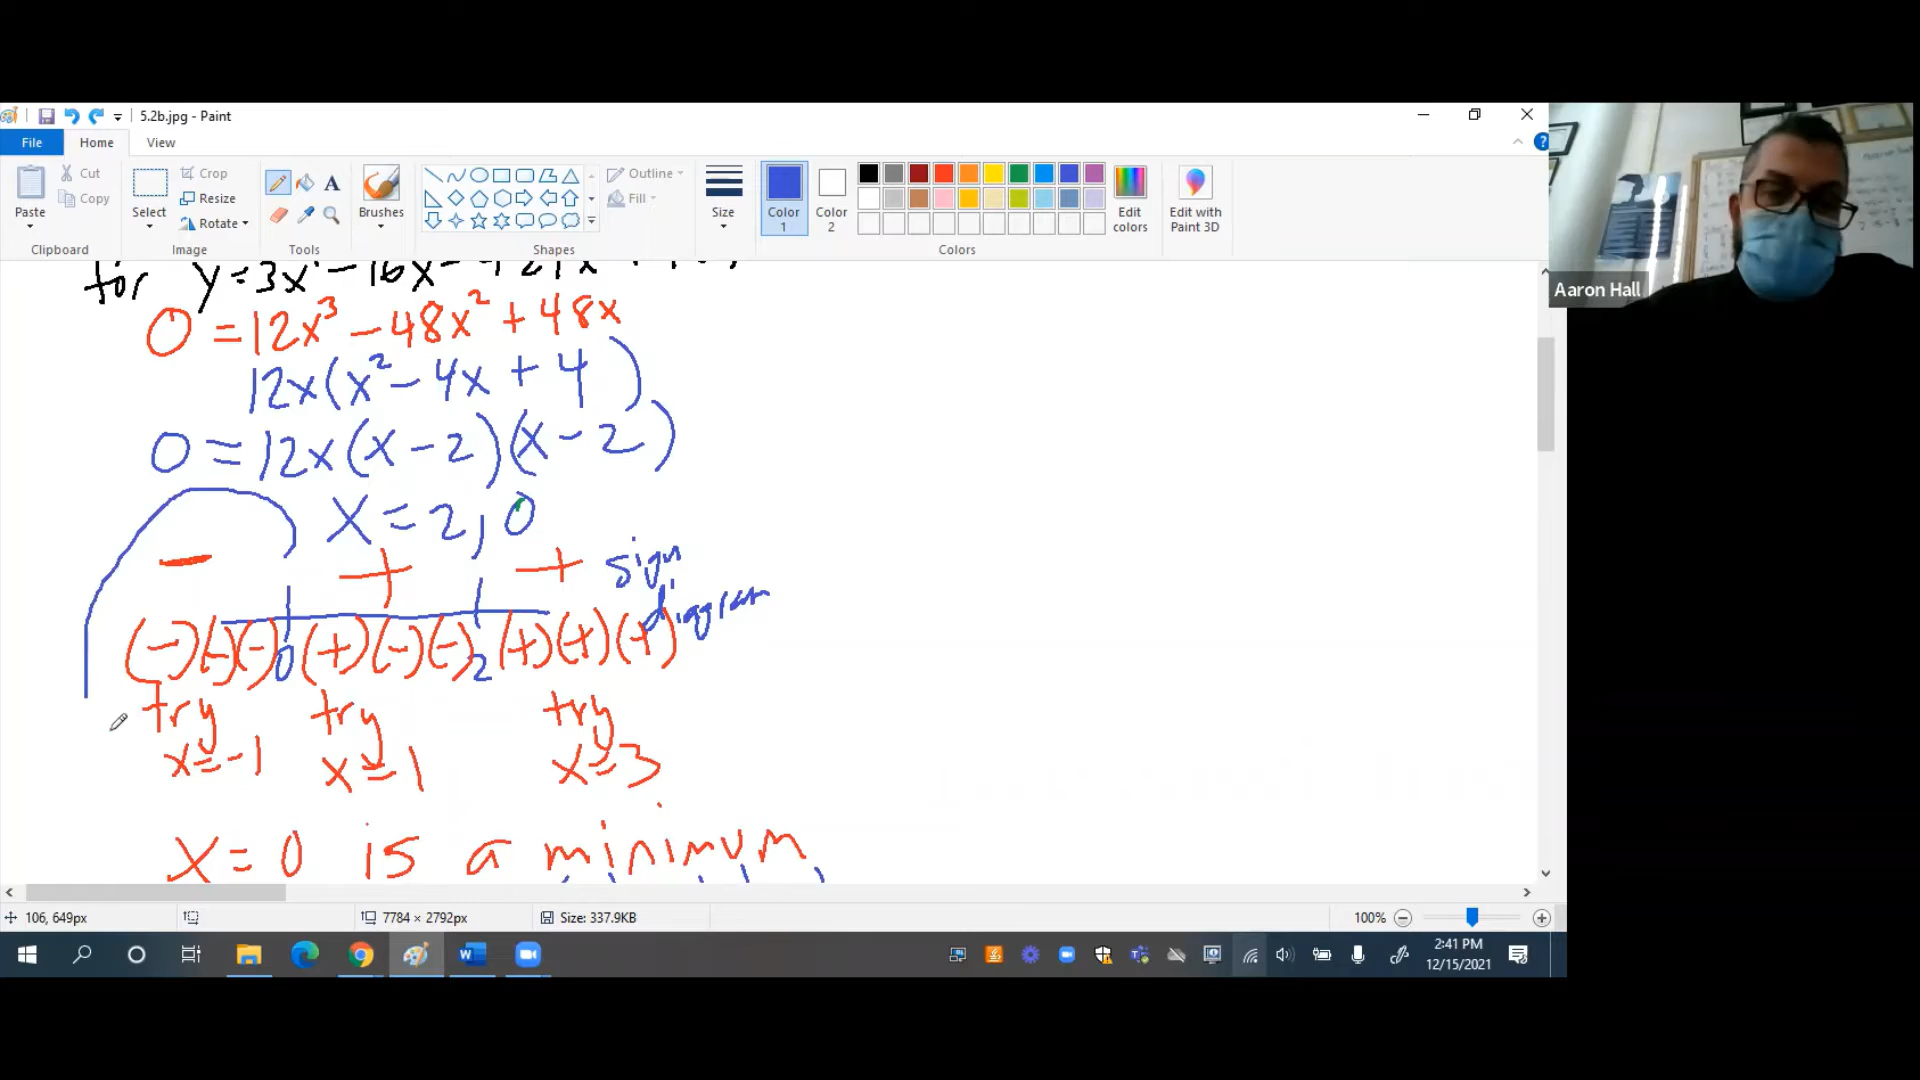 5.2b.jpg - Paint
File Home View
Paste
Cut
Copy
Clipboard
Select
Crop
Resize
Rotate
Image
Tools
Brushes
Shapes
Outline
Fill
Size
Color 1
Color 2
Edit colors
Colors
Edit with Paint 3D
Aaron Hall
for y=3x
0=12x³-48x²+48x
12x(x²-4x+4)
0=12x(x-2)(x-2)
x=2,0
- + + sign
diagram
(-)(-)(-) 0 (+)(-)(-) 2 (+)(+)(+)
try try try
x=-1 x=1 x=3
x=0 is a minimum
106, 649px
7784 × 2792px
Size: 337.9KB
100%
2:41 PM
12/15/2021